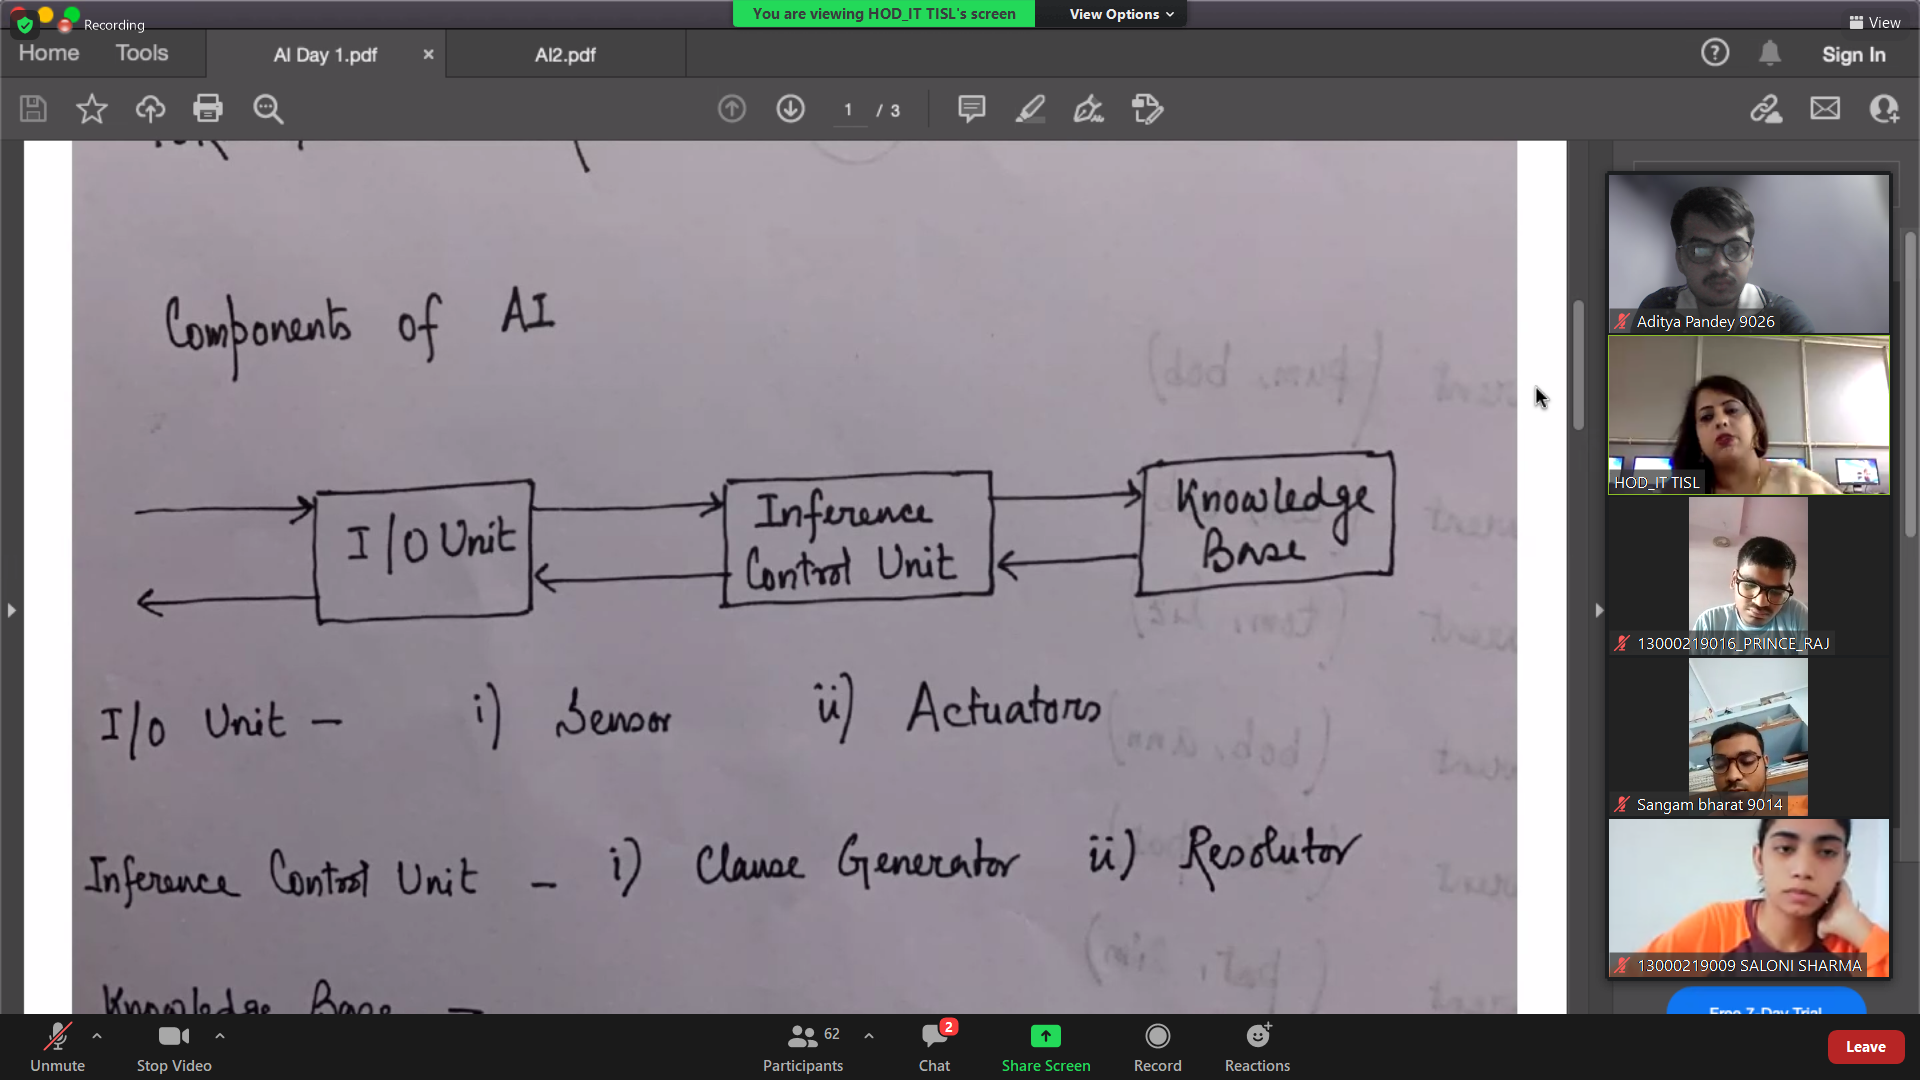 Recording
You are viewing HOD_IT TISL's screen
View Options
View
Home
Tools
AI Day 1.pdf
AI2.pdf
Sign In
1 / 3
Components of AI
I/O Unit
Inference
Control Unit
Knowledge
Base
I/O Unit - i) Sensor ii) Actuators
Inference Control Unit - i) Clause Generator ii) Resolutor
Knowledge Base -
Aditya Pandey 9026
HOD_IT TISL
13000219016_PRINCE_RAJ
Sangam bharat 9014
13000219009 SALONI SHARMA
Free 7-Day Trial
Unmute
Stop Video
62
Participants
2
Chat
Share Screen
Record
Reactions
Leave